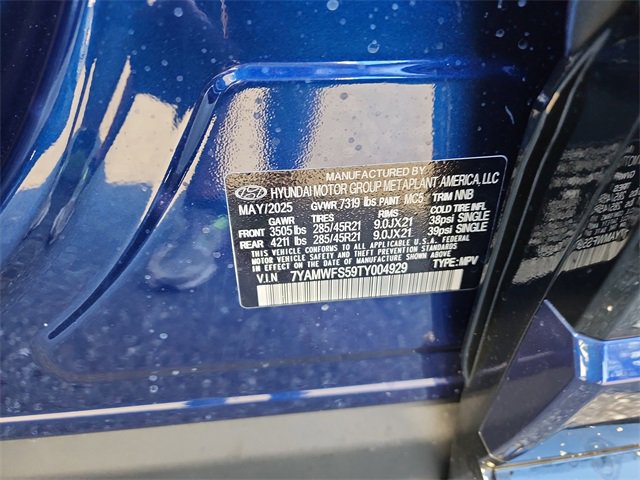 MANUFACTURED BY
HYUNDAI MOTOR GROUP METAPLANT AMERICA, LLC
MAY/2025 GVWR 7319 lbs PAINT MC5 TRIM NNB
GAWR TIRES RIMS COLD TIRE INFL
FRONT 3505 lbs 285/45R21 9.0JX21 38psi SINGLE
REAR 4211 lbs 285/45R21 9.0JX21 39psi SINGLE
THIS VEHICLE CONFORMS TO ALL APPLICABLE U.S.A. FEDERAL
MOTOR VEHICLE SAFETY, BUMPER, AND THEFT PREVENTION STANDARDS
IN EFFECT ON THE DATE OF MANUFACTURE SHOWN ABOVE.
V.I.N 7YAMWFS59TY004929 TYPE: MPV